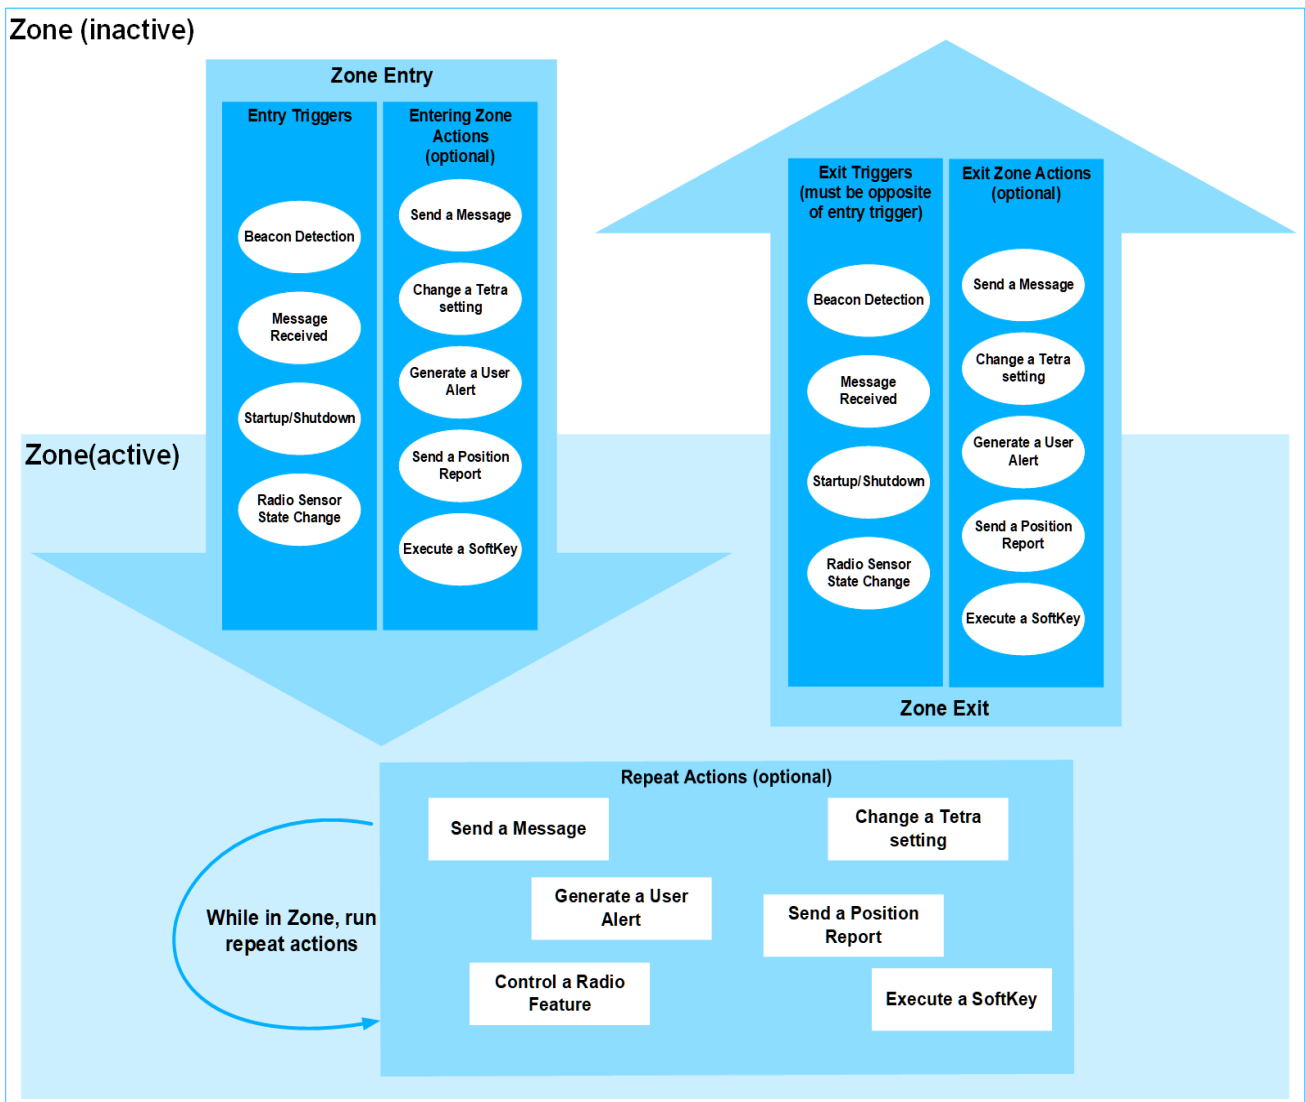 Zone (inactive)
Zone Entry
Entry Triggers
Beacon Detection
Message
Received
Startup/Shutdown
Radio Sensor
State Change
Entering Zone
Actions
(optional)
Send a Message
Change a Tetra
setting
Generate a User
Alert
Send a Position
Report
Execute a SoftKey
Exit Triggers
(must be opposite
of entry trigger)
Beacon Detection
Message
Received
Startup/Shutdown
Radio Sensor
State Change
Exit Zone Actions
(optional)
Send a Message
Change a Tetra
setting
Generate a User
Alert
Send a Position
Report
Execute a SoftKey
Zone Exit
Zone(active)
Repeat Actions (optional)
Send a Message
Change a Tetra
setting
Generate a User
Alert
Send a Position
Report
Control a Radio
Feature
Execute a SoftKey
While in Zone, run
repeat actions